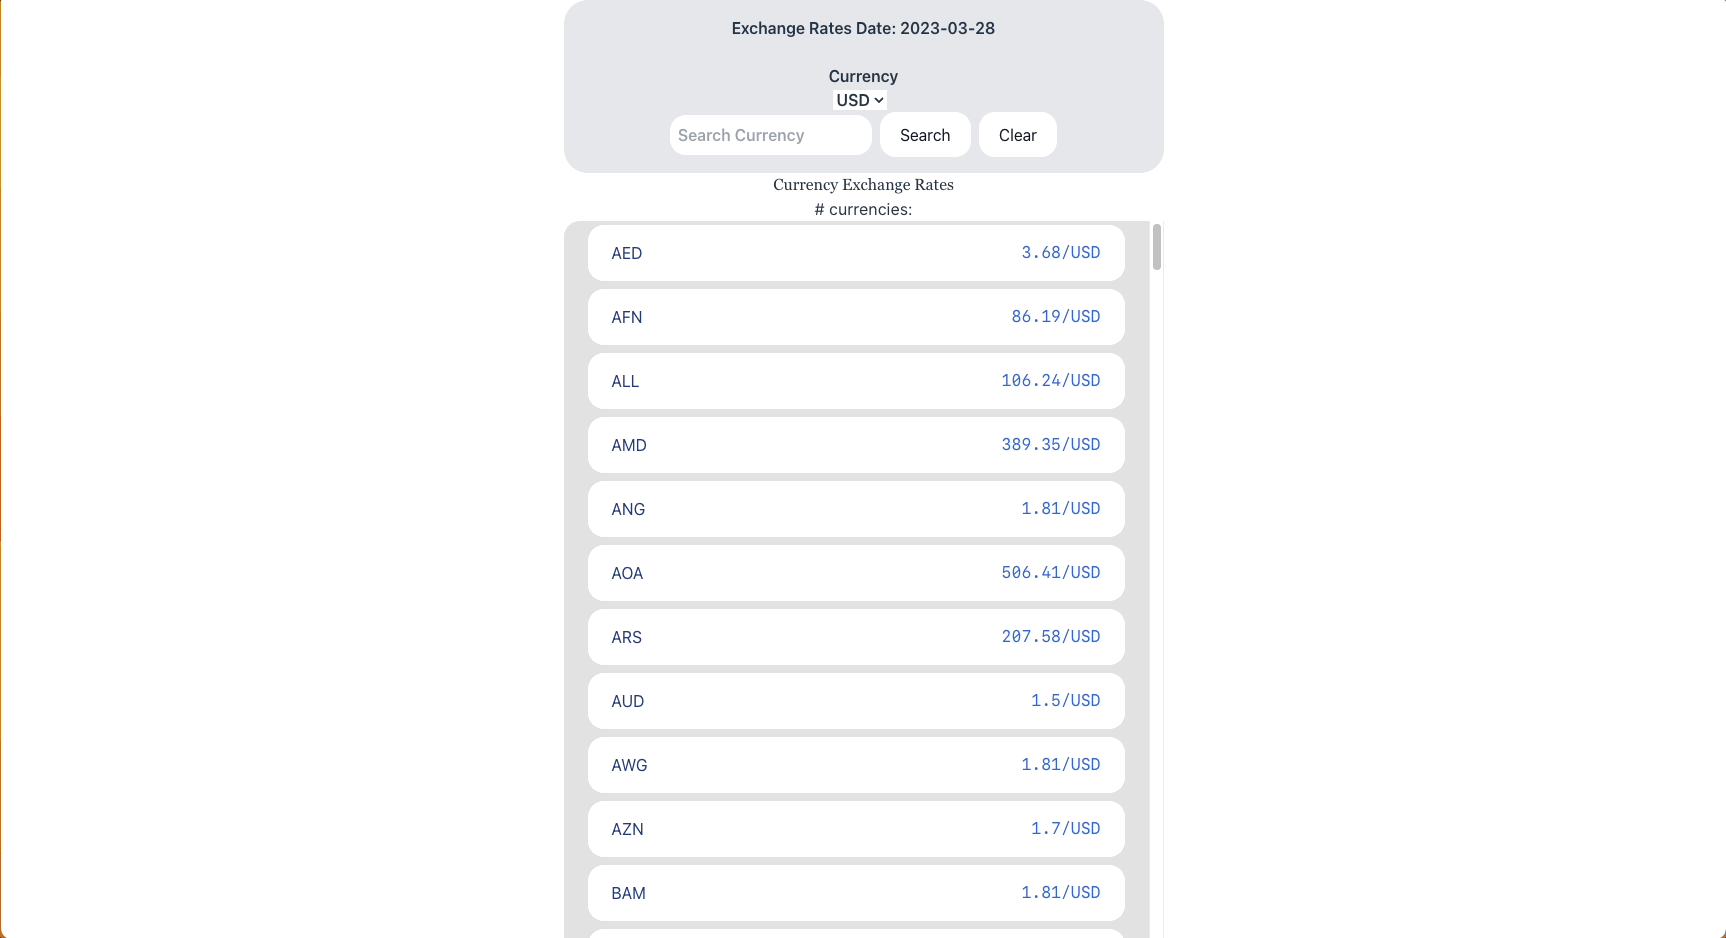 Exchange Rates Date: 2023-03-28
Currency
USD
Search Currency Search Clear
Currency Exchange Rates
# currencies:
AED 3.68/USD
AFN 86.19/USD
ALL 106.24/USD
AMD 389.35/USD
ANG 1.81/USD
AOA 506.41/USD
ARS 207.58/USD
AUD 1.5/USD
AWG 1.81/USD
AZN 1.7/USD
BAM 1.81/USD